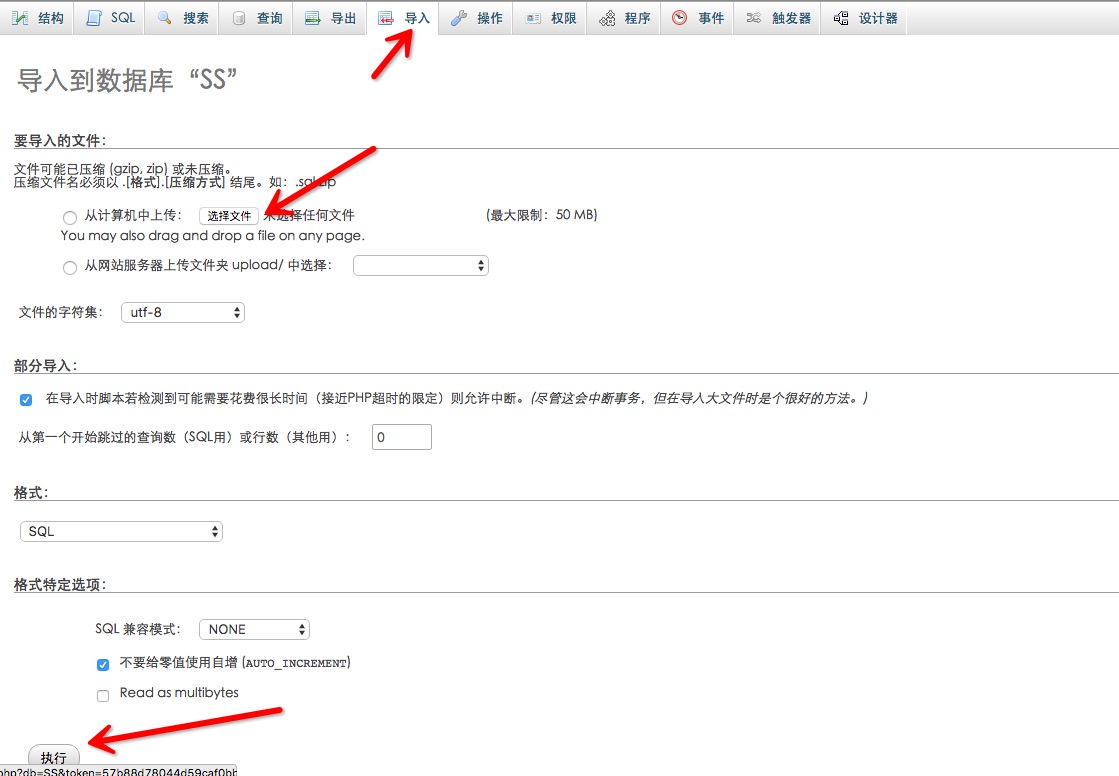 结构 SQL 搜索 查询 导出 导入 操作 权限 程序 事件 触发器 设计器
导入到数据库“SS”
要导入的文件：
文件可能已压缩 (gzip, zip) 或未压缩。
压缩文件名必须以 .[格式].[压缩方式] 结尾。如：.sql.zip
从计算机中上传： 选择文件 未选择任何文件 (最大限制：50 MB)
You may also drag and drop a file on any page.
从网站服务器上传文件夹 upload/ 中选择：
文件的字符集： utf-8
部分导入：
在导入时脚本若检测到可能需要花费很长时间（接近PHP超时的限定）则允许中断。(尽管这会中断事务，但在导入大文件时是个很好的方法。)
从第一个开始跳过的查询数（SQL用）或行数（其他用）： 0
格式：
SQL
格式特定选项：
SQL 兼容模式： NONE
不要给零值使用自增 (AUTO_INCREMENT)
Read as multibytes
执行
php?db=SS&token=57b88d78044d59caf0bb